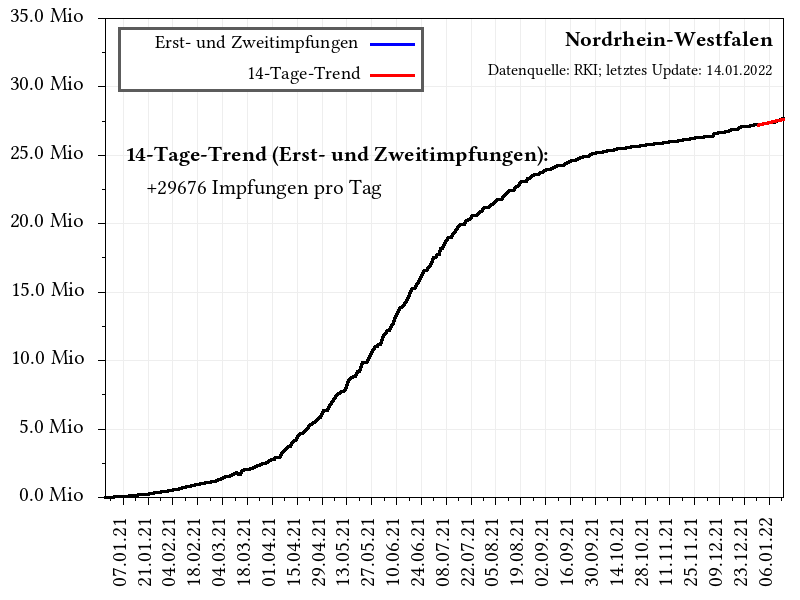 35.0 Mio
Erst- und Zweitimpfungen
14-Tage-Trend
Nordrhein-Westfalen
Datenquelle: RKI; letztes Update: 14.01.2022
30.0 Mio
14-Tage-Trend (Erst- und Zweitimpfungen):
25.0 Mio
+29676 Impfungen pro Tag
20.0 Mio
15.0 Mio
10.0 Mio
5.0 Mio
0.0 Mio
07.01.21
21.01.21
04.02.21
18.02.21
04.03.21
18.03.21
01.04.21
15.04.21
29.04.21
13.05.21
27.05.21
10.06.21
24.06.21
08.07.21
22.07.21
05.08.21
19.08.21
02.09.21
16.09.21
30.09.21
14.10.21
28.10.21
11.11.21
25.11.21
09.12.21
23.12.21
06.01.22